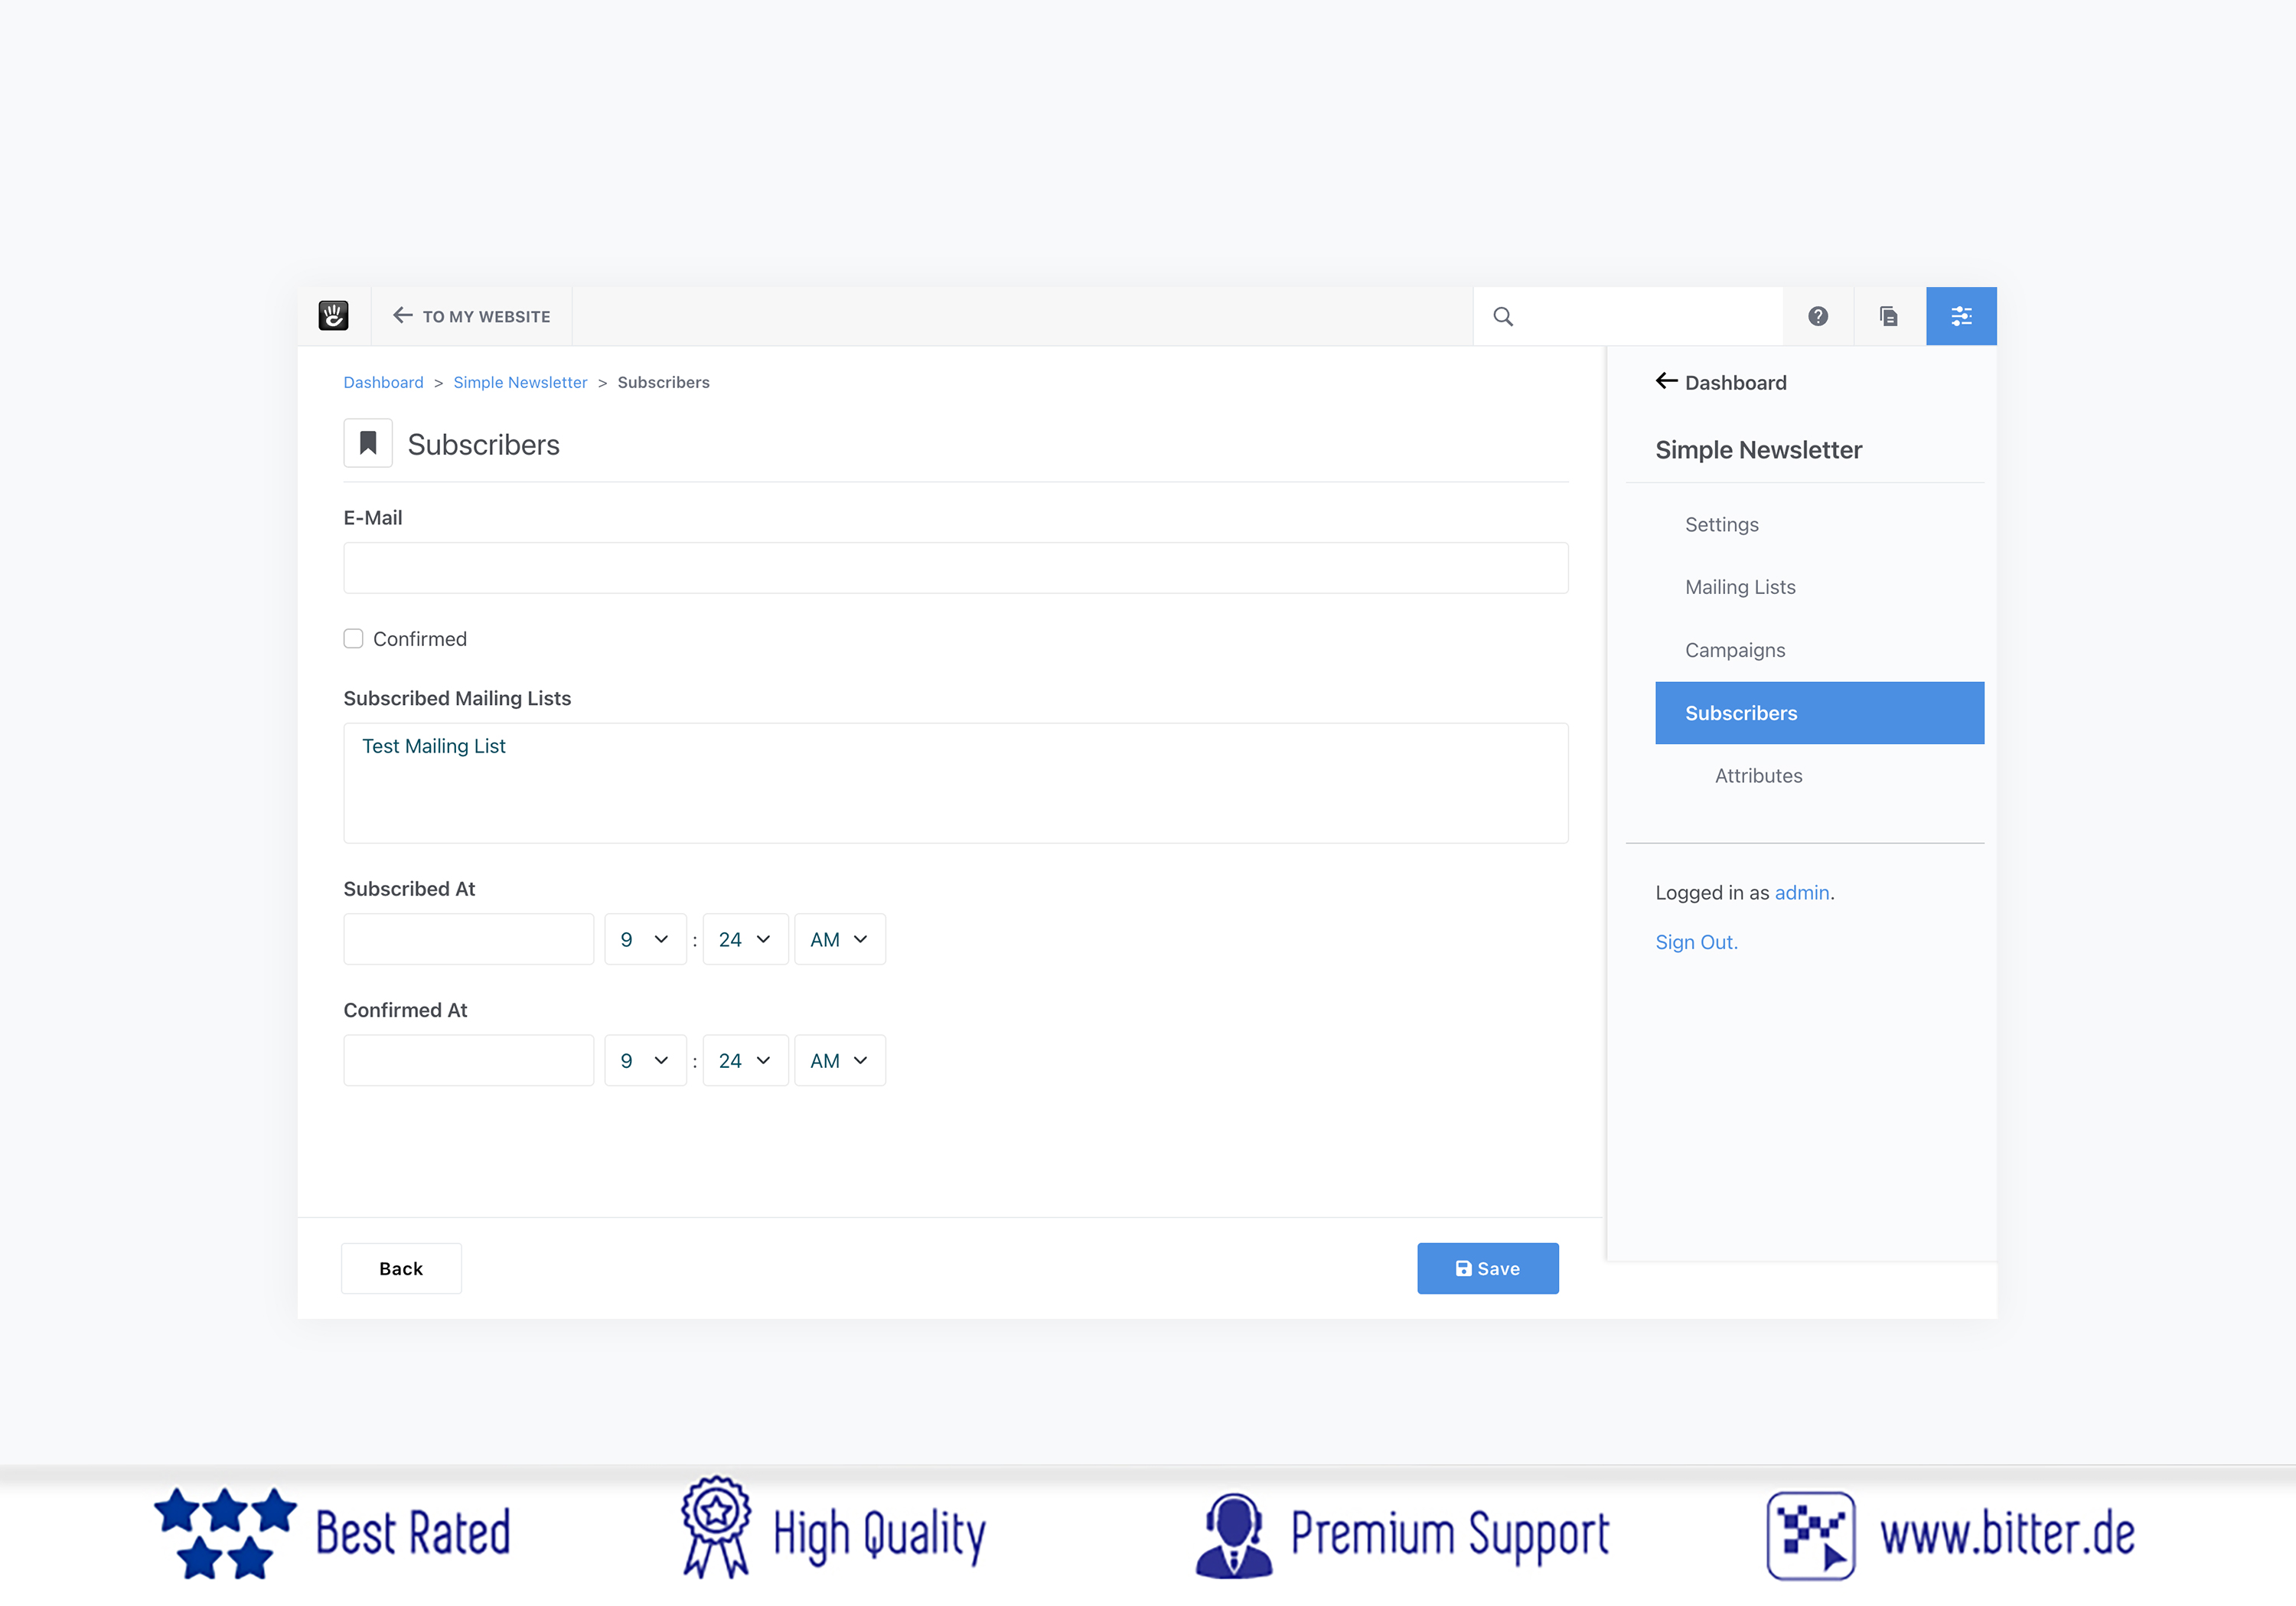 TO MY WEBSITE
Dashboard > Simple Newsletter > Subscribers
Subscribers
E-Mail
Confirmed
Subscribed Mailing Lists
Test Mailing List
Subscribed At
9 : 24 AM
Confirmed At
9 : 24 AM
Back
Save
Dashboard
Simple Newsletter
Settings
Mailing Lists
Campaigns
Subscribers
Attributes
Logged in as admin.
Sign Out.
Best Rated
High Quality
Premium Support
www.bitter.de